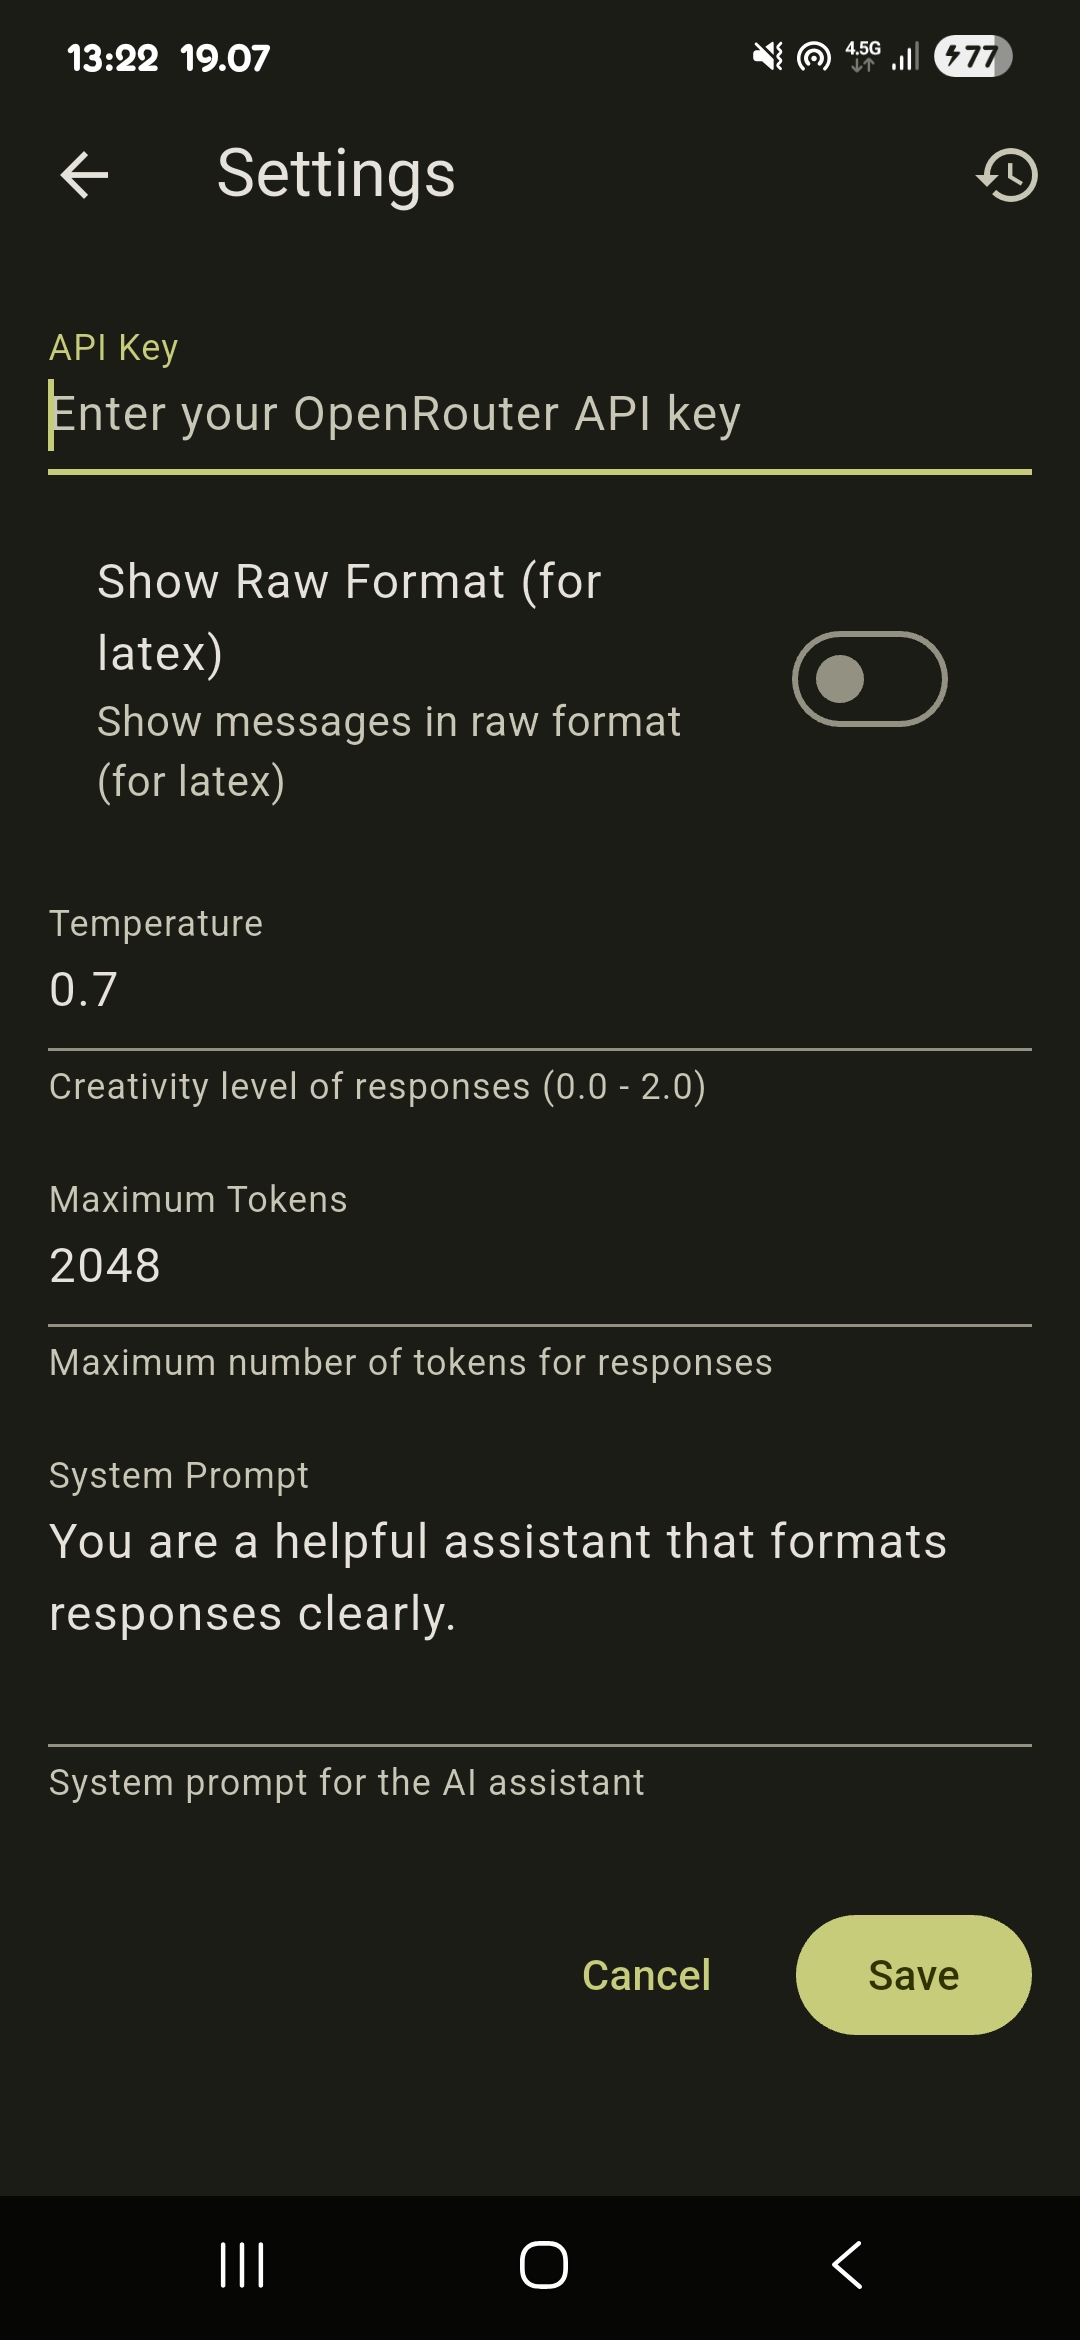 13:22 19.07
4.5G
77
Settings
API Key
Enter your OpenRouter API key
Show Raw Format (for
latex)
Show messages in raw format
(for latex)
Temperature
0.7
Creativity level of responses (0.0 - 2.0)
Maximum Tokens
2048
Maximum number of tokens for responses
System Prompt
You are a helpful assistant that formats
responses clearly.
System prompt for the AI assistant
Cancel
Save